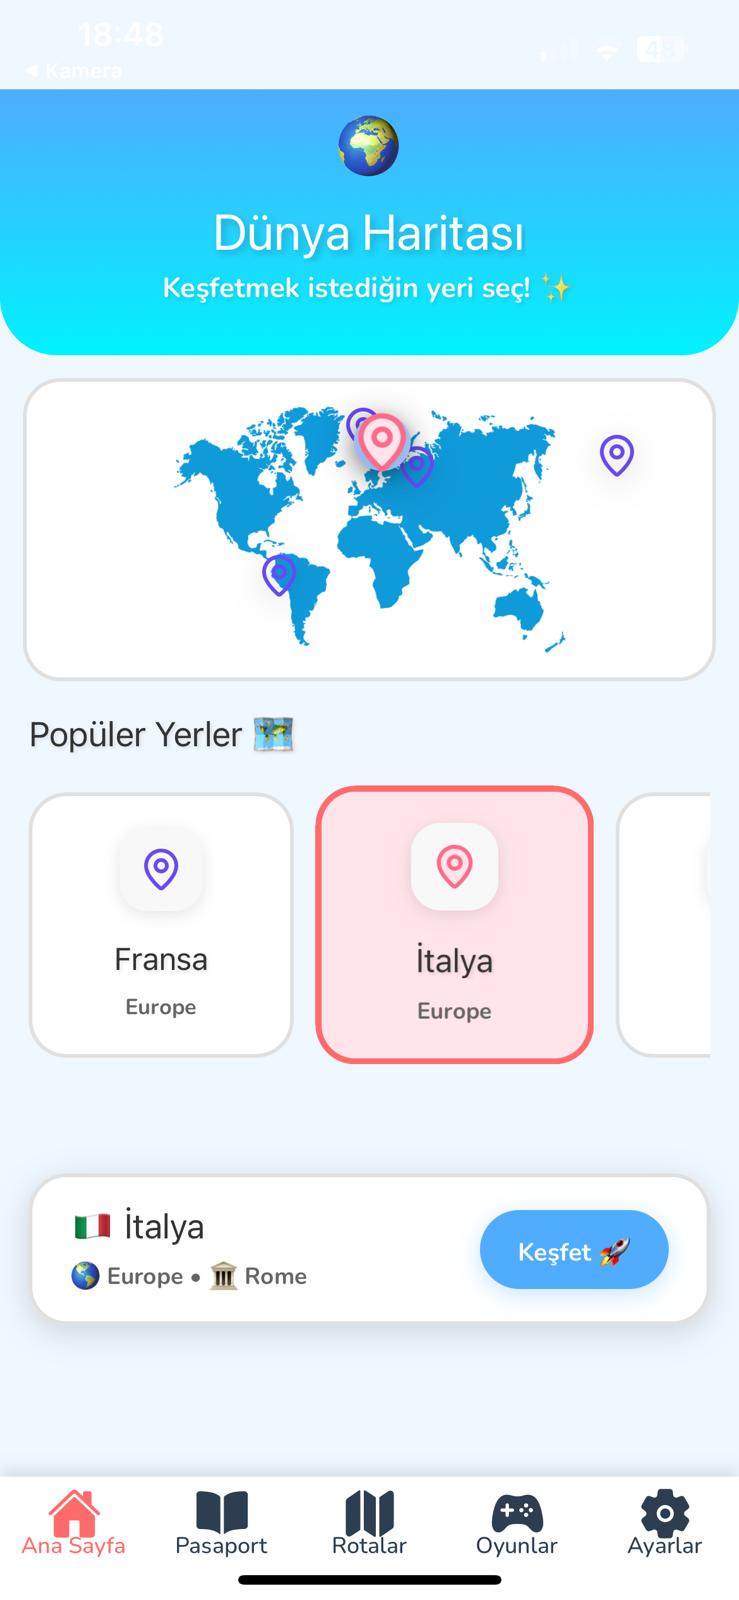 18:48
48
◀ Kamera
Dünya Haritası
Keşfetmek istediğin yeri seç! ✨
Popüler Yerler 🗺️
Fransa
Europe
İtalya
Europe
🇮🇹 İtalya
🌎 Europe • 🏛️ Rome
Keşfet 🚀
Ana Sayfa
Pasaport
Rotalar
Oyunlar
Ayarlar